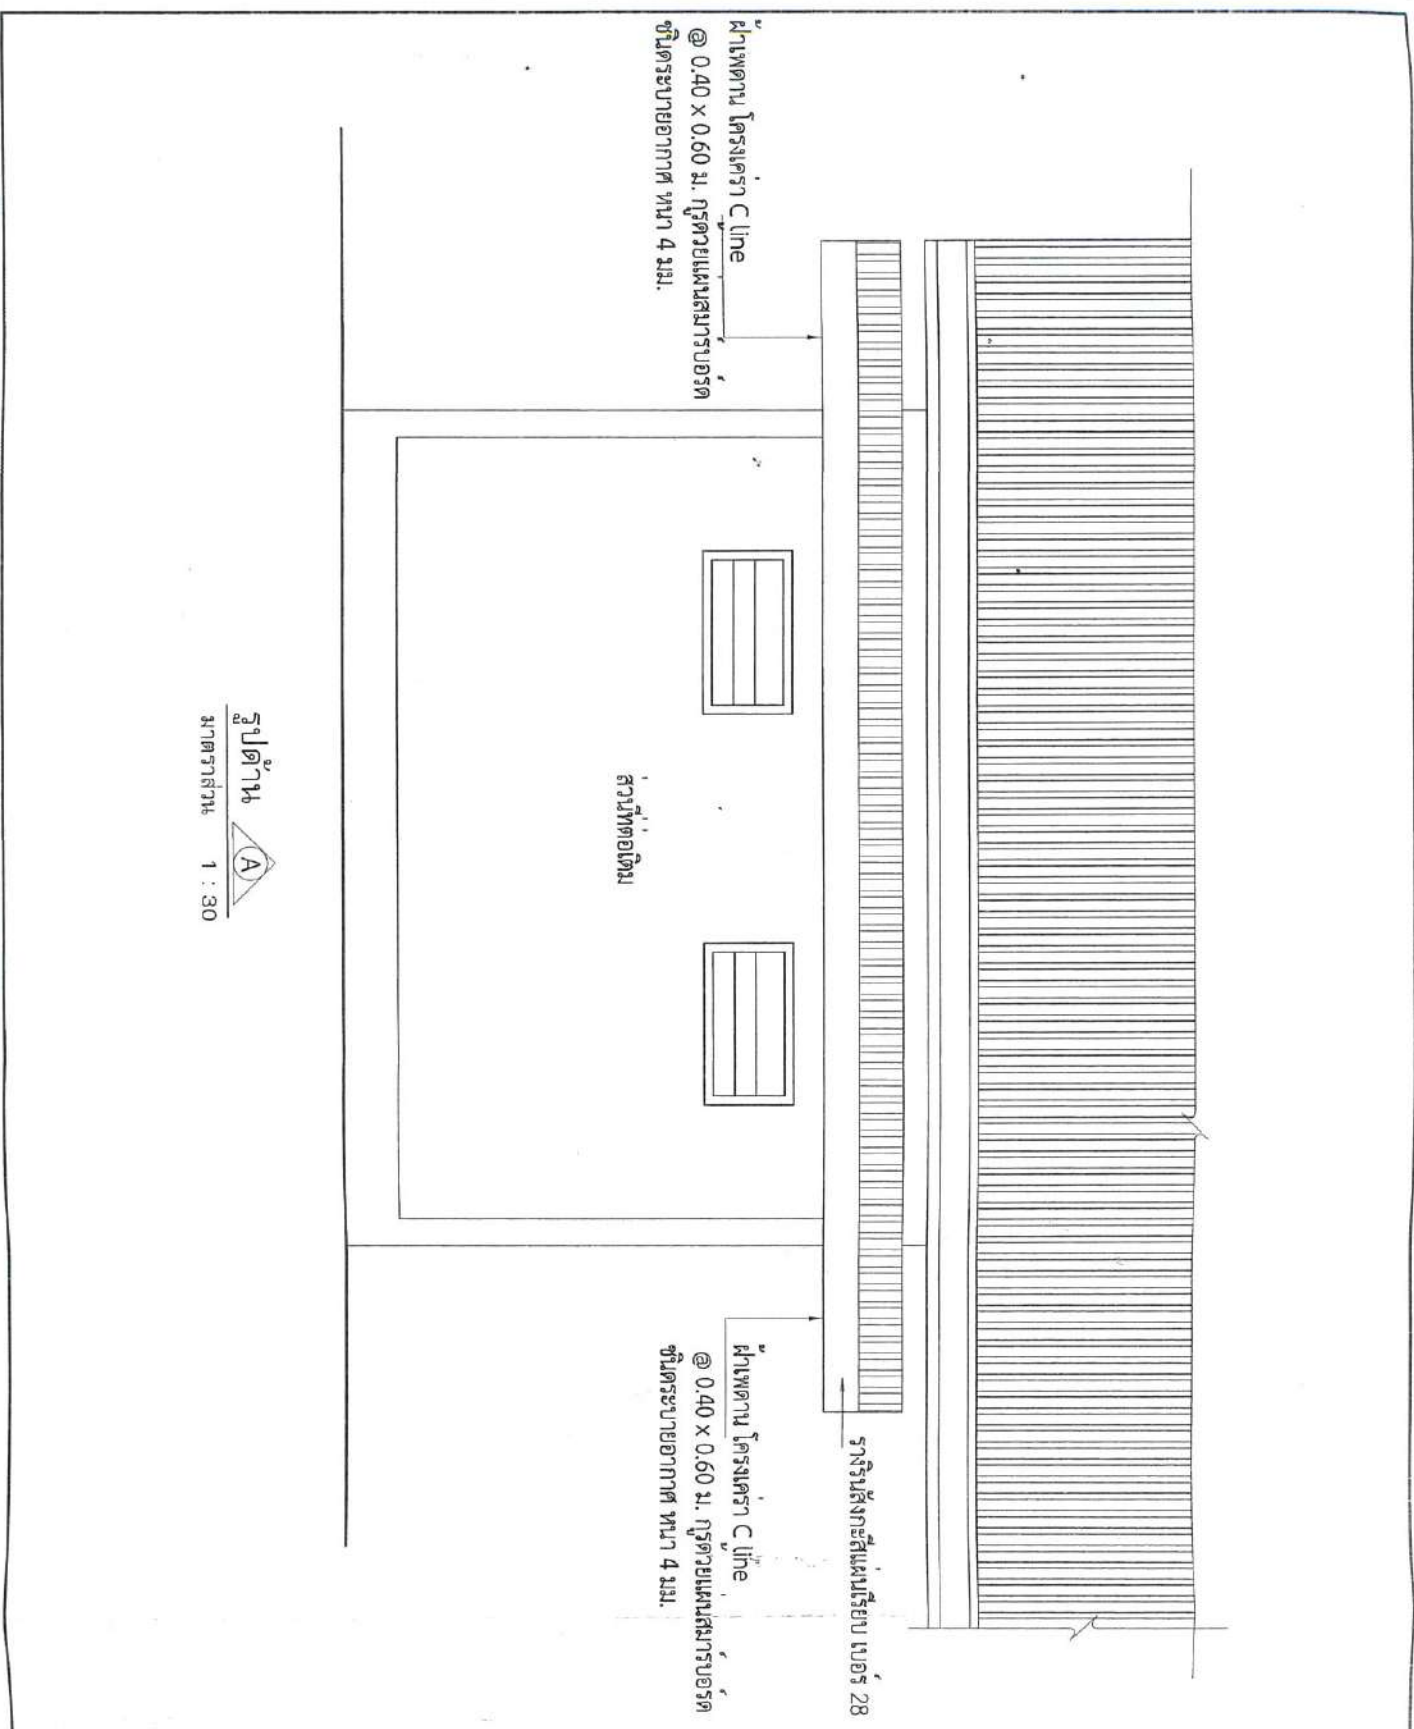 รางรินสังกะสีแผ่นเรียบ เบอร์ 28
ฝ้าเพดาน โครงเคร่า C line
@ 0.40 x 0.60 ม. กรุด้วยแผ่นสมาร์บอร์ด
ชนิดระบายอากาศ หนา 4 มม.
ส่วนที่ต่อเติม
ฝ้าเพดาน โครงเคร่า C line
@ 0.40 x 0.60 ม. กรุด้วยแผ่นสมาร์บอร์ด
ชนิดระบายอากาศ หนา 4 มม.
รูปด้าน A
มาตราส่วน 1 : 30